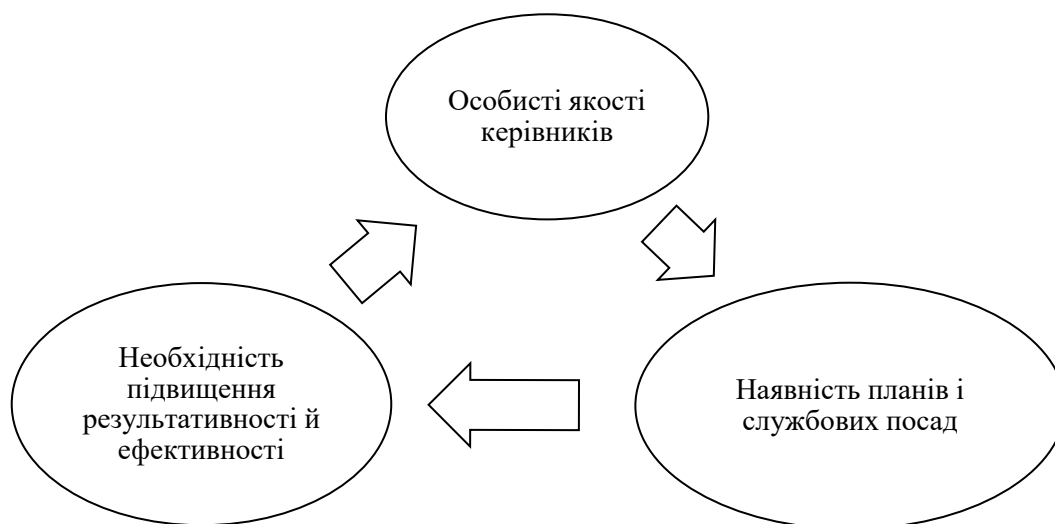 Особисті якості
керівників
Необхідність
підвищення
результативності й
ефективності
Наявність планів і
службових посад